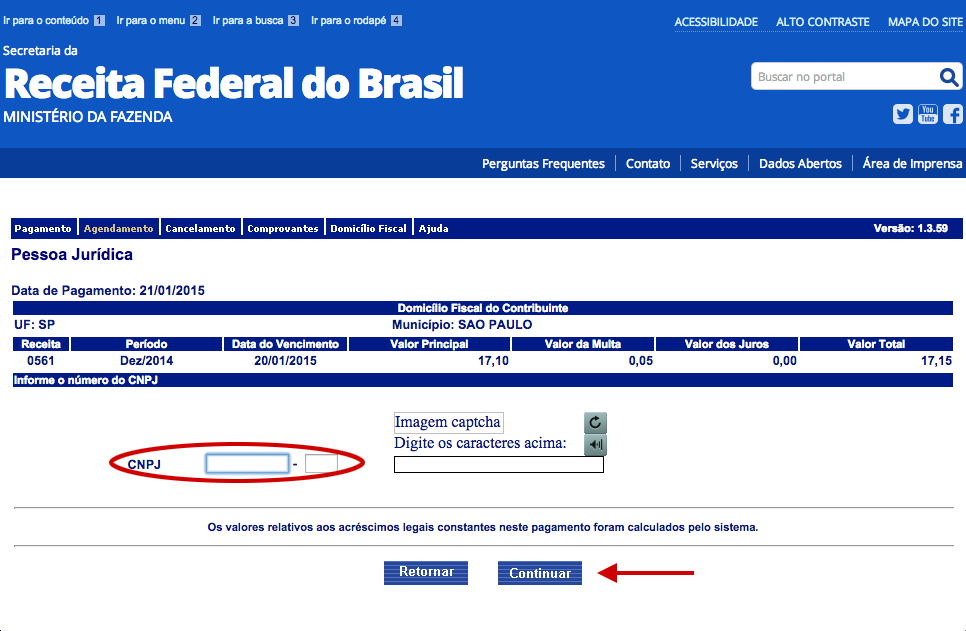 Ir para o conteúdo 1 Ir para o menu 2 Ir para a busca 3 Ir para o rodapé 4
ACESSIBILIDADE ALTO CONTRASTE MAPA DO SITE
Secretaria da
Receita Federal do Brasil
MINISTÉRIO DA FAZENDA
Buscar no portal
You Tube
Perguntas Frequentes Contato Serviços Dados Abertos Área de Imprensa
Pagamento Agendamento Cancelamento Comprovantes Domicílio Fiscal Ajuda Versão: 1.3.59
Pessoa Jurídica
Data de Pagamento: 21/01/2015
Domicílio Fiscal do Contribuinte
UF: SP Município: SAO PAULO
Receita Período Data do Vencimento Valor Principal Valor da Multa Valor dos Juros Valor Total
0561 Dez/2014 20/01/2015 17,10 0,05 0,00 17,15
Informe o número do CNPJ
Imagem captcha
Digite os caracteres acima:
CNPJ -
Os valores relativos aos acréscimos legais constantes neste pagamento foram calculados pelo sistema.
Retornar Continuar